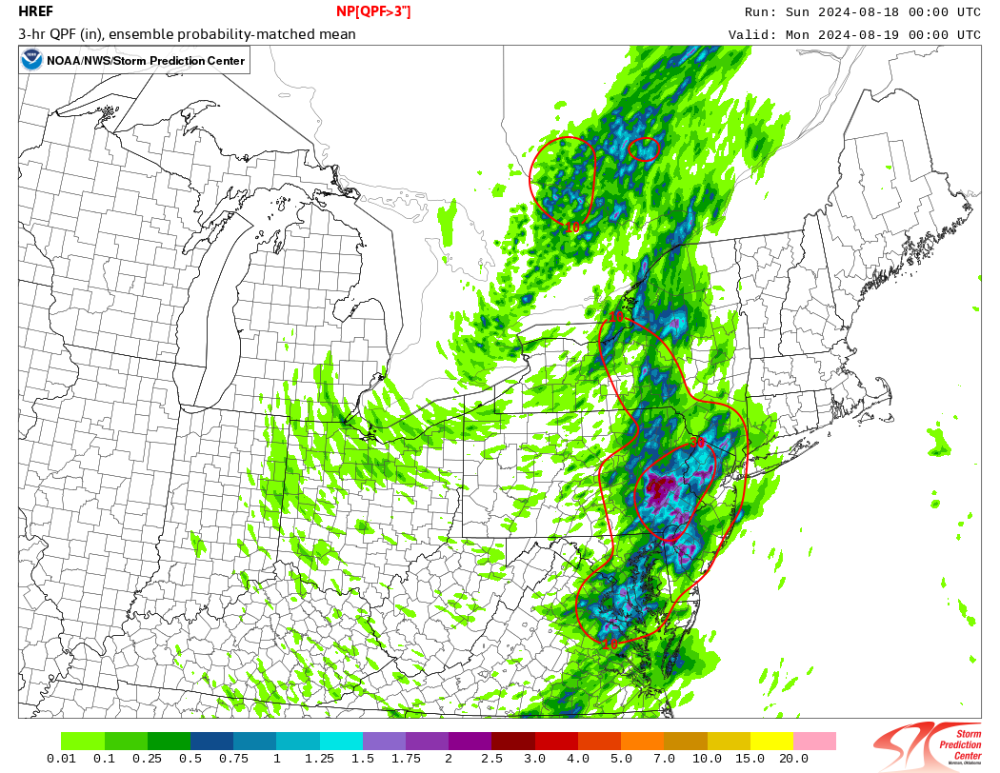 HREF
NP[QPF>3"]
Run: Sun 2024-08-18 00:00 UTC
3-hr QPF (in), ensemble probability-matched mean
Valid: Mon 2024-08-19 00:00 UTC
NOAA/NWS/Storm Prediction Center
10
10
30
10
0.01 0.1 0.25 0.5 0.75 1 1.25 1.5 1.75 2 2.5 3.0 4.0 5.0 7.0 10.0 15.0 20.0
Storm
Prediction
Center
Norman, Oklahoma